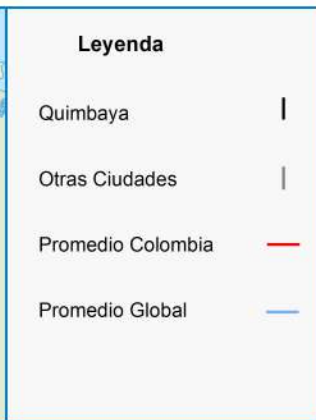 Leyenda
Quimbaya
Otras Ciudades
Promedio Colombia
Promedio Global